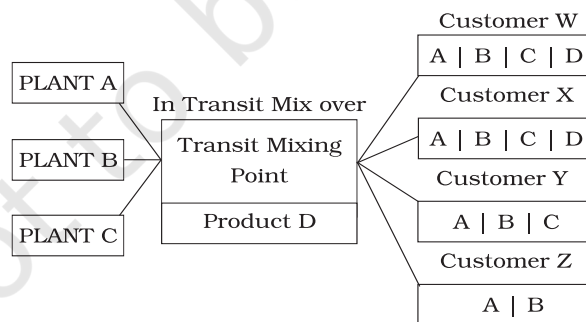 PLANT A
PLANT B
PLANT C
In Transit Mix over
Transit Mixing
Point
Product D
Customer W
A | B | C | D
Customer X
A | B | C | D
Customer Y
A | B | C
Customer Z
A | B